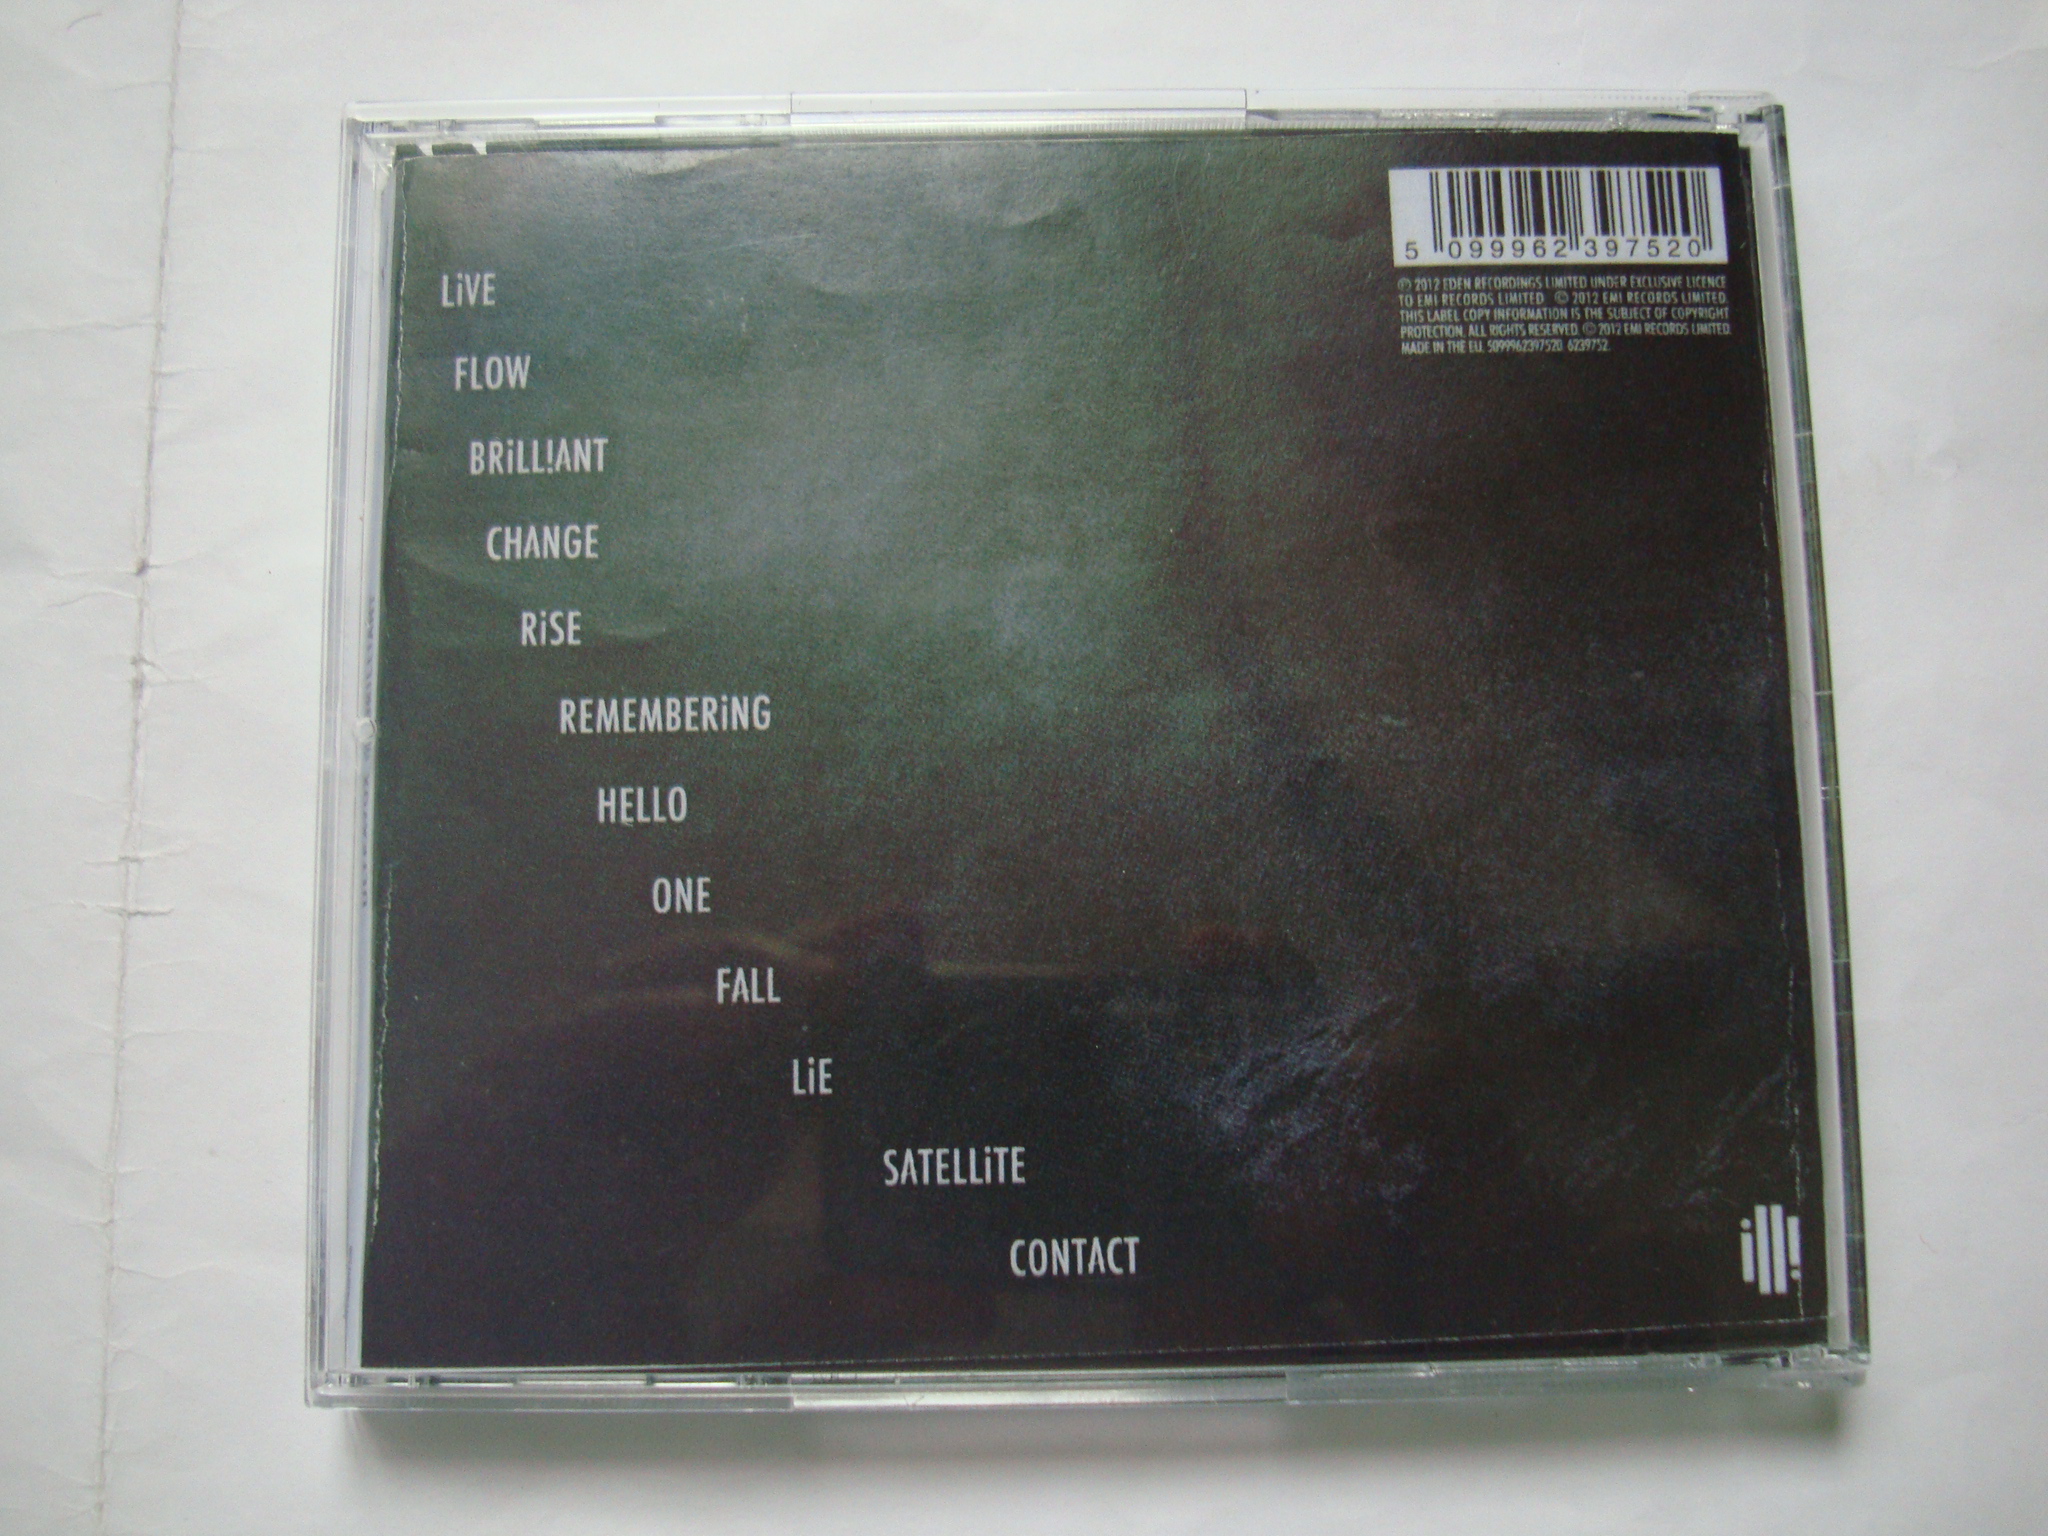 5 099962 397520
℗ 2012 EDEN RECORDINGS LIMITED UNDER EXCLUSIVE LICENCE
TO EMI RECORDS LIMITED. © 2012 EMI RECORDS LIMITED.
THIS LABEL COPY INFORMATION IS THE SUBJECT OF COPYRIGHT
PROTECTION. ALL RIGHTS RESERVED. © 2012 EMI RECORDS LIMITED.
MADE IN THE EU. 5099962397520. 6239752.
LiVE
FLOW
BRiLL!ANT
CHANGE
RiSE
REMEMBERiNG
HELLO
ONE
FALL
LiE
SATELLiTE
CONTACT
ill!